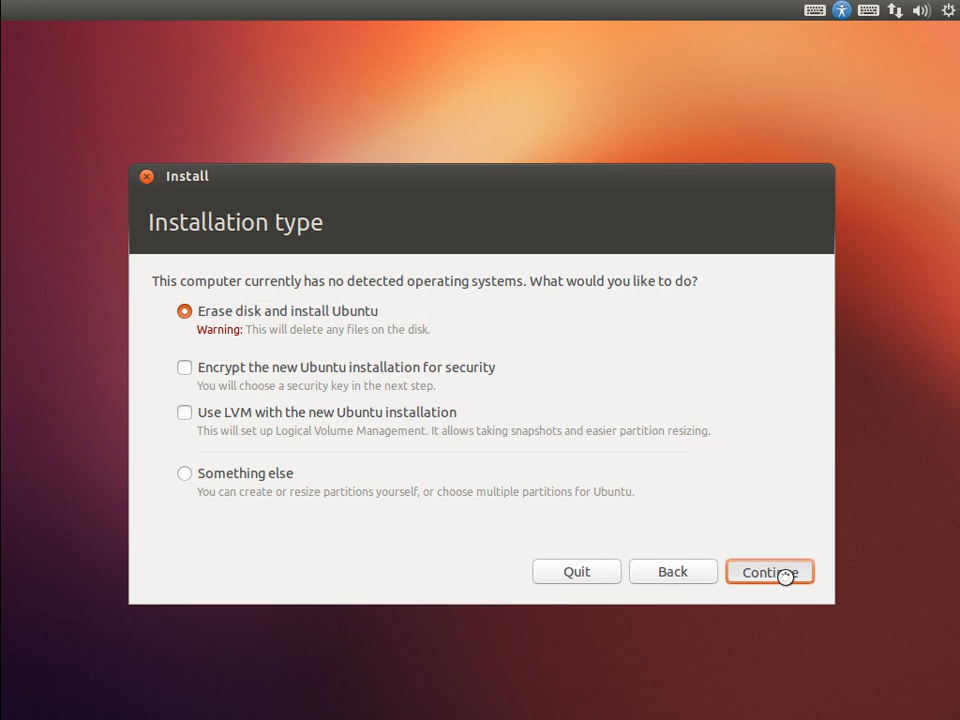 Install
Installation type
This computer currently has no detected operating systems. What would you like to do?
Erase disk and install Ubuntu
Warning: This will delete any files on the disk.
Encrypt the new Ubuntu installation for security
You will choose a security key in the next step.
Use LVM with the new Ubuntu installation
This will set up Logical Volume Management. It allows taking snapshots and easier partition resizing.
Something else
You can create or resize partitions yourself, or choose multiple partitions for Ubuntu.
Quit Back Continue